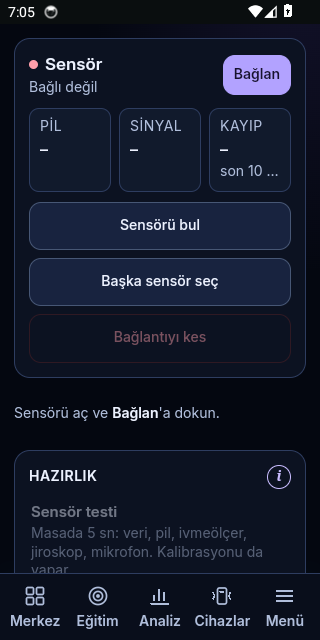 7:05
Sensör
Bağlı değil
Bağlan
PİL
–
SİNYAL
–
KAYIP
–
son 10 ...
Sensörü bul
Başka sensör seç
Bağlantıyı kes
Sensörü aç ve Bağlan'a dokun.
HAZIRLIK
i
Sensör testi
Masada 5 sn: veri, pil, ivmeölçer,
jiroskop, mikrofon. Kalibrasyonu da
yapar.
Merkez
Eğitim
Analiz
Cihazlar
Menü